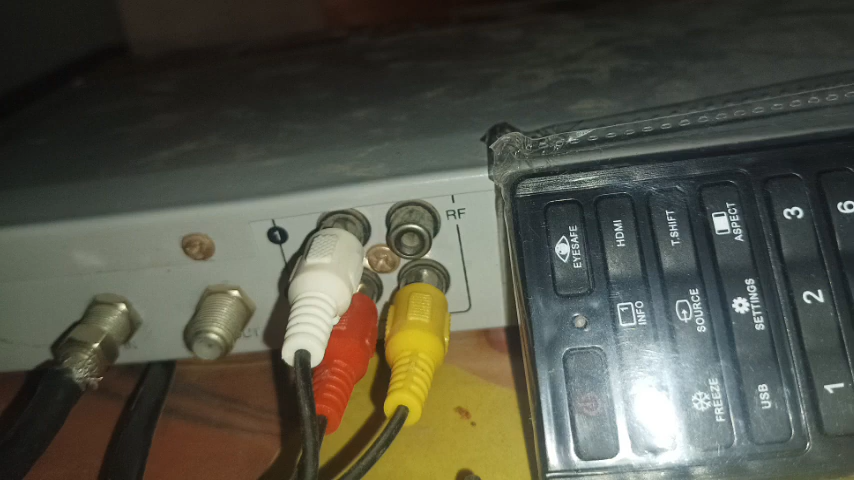 RF
EYESAFE
HDMI
T.SHIFT
ASPECT
3
6
1
INFO
SOURCE
SETTINGS
2
FREEZE
USB
1